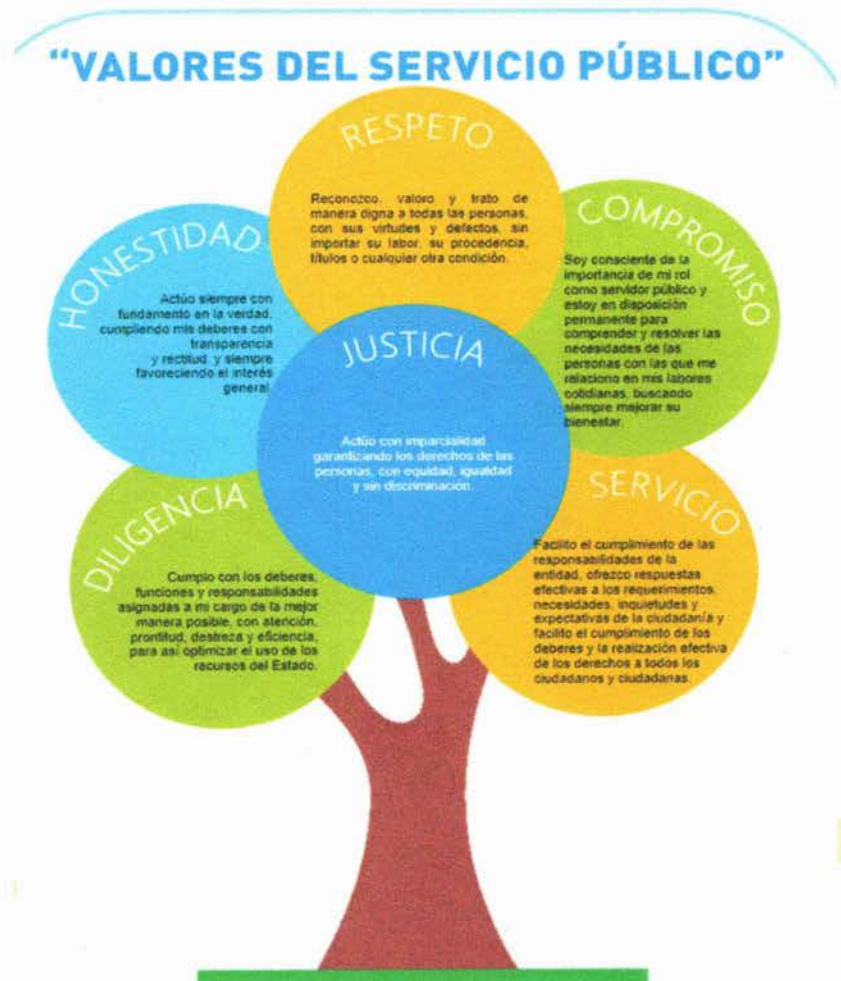 “VALORES DEL SERVICIO PÚBLICO”
RESPETO
Reconozco, valoro y trato de
manera digna a todas las personas,
con sus virtudes y defectos, sin
importar su labor, su procedencia,
títulos o cualquier otra condición.
HONESTIDAD
Actúo siempre con
fundamento en la verdad,
cumpliendo mis deberes con
transparencia
y rectitud, y siempre
favoreciendo el interés
general.
COMPROMISO
Soy consciente de la
importancia de mi rol
como servidor público y
estoy en disposición
permanente para
comprender y resolver las
necesidades de las
personas con las que me
relaciono en mis labores
cotidianas, buscando
siempre mejorar su
bienestar.
JUSTICIA
Actúo con imparcialidad
garantizando los derechos de las
personas, con equidad, igualdad
y sin discriminación.
DILIGENCIA
Cumplo con los deberes,
funciones y responsabilidades
asignadas a mi cargo de la mejor
manera posible, con atención,
prontitud, destreza y eficiencia,
para así optimizar el uso de los
recursos del Estado.
SERVICIO
Facilito el cumplimiento de las
responsabilidades de la
entidad, ofrezco respuestas
efectivas a los requerimientos,
necesidades, inquietudes y
expectativas de la ciudadanía y
facilito el cumplimiento de los
deberes y la realización efectiva
de los derechos a todos los
ciudadanos y ciudadanas.